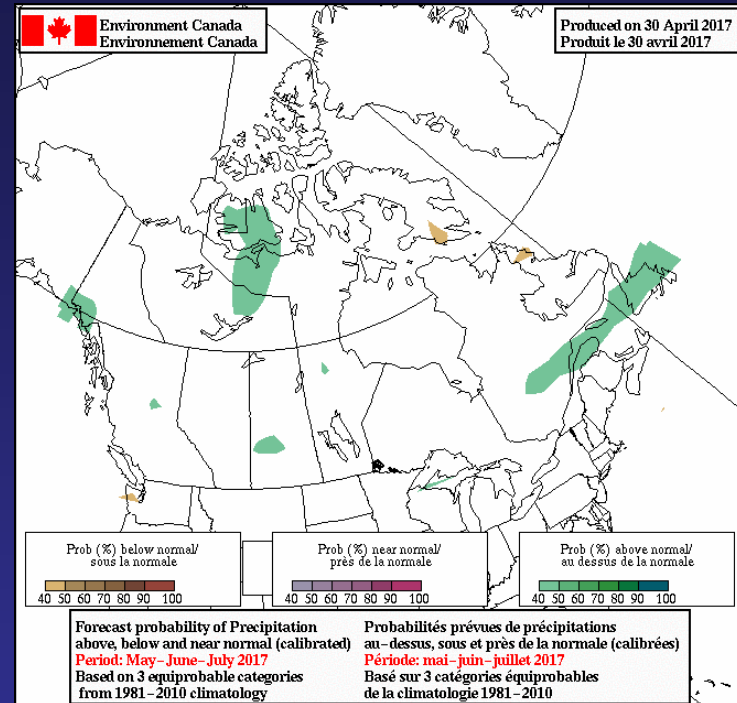 Environment Canada
Environnement Canada
Produced on 30 April 2017
Produit le 30 avril 2017
Prob (%) below normal/
sous la normale
40 50 60 70 80 90 100
Prob (%) near normal/
près de la normale
40 50 60 70 80 90 100
Prob (%) above normal/
au dessus de la normale
40 50 60 70 80 90 100
Forecast probability of Precipitation
above, below and near normal (calibrated)
Period: May-June-July 2017
Based on 3 equiprobable categories
from 1981-2010 climatology
Probabilités prévues de précipitations
au-dessus, sous et près de la normale (calibrées)
Période: mai-juin-juillet 2017
Basé sur 3 catégories équiprobables
de la climatologie 1981-2010